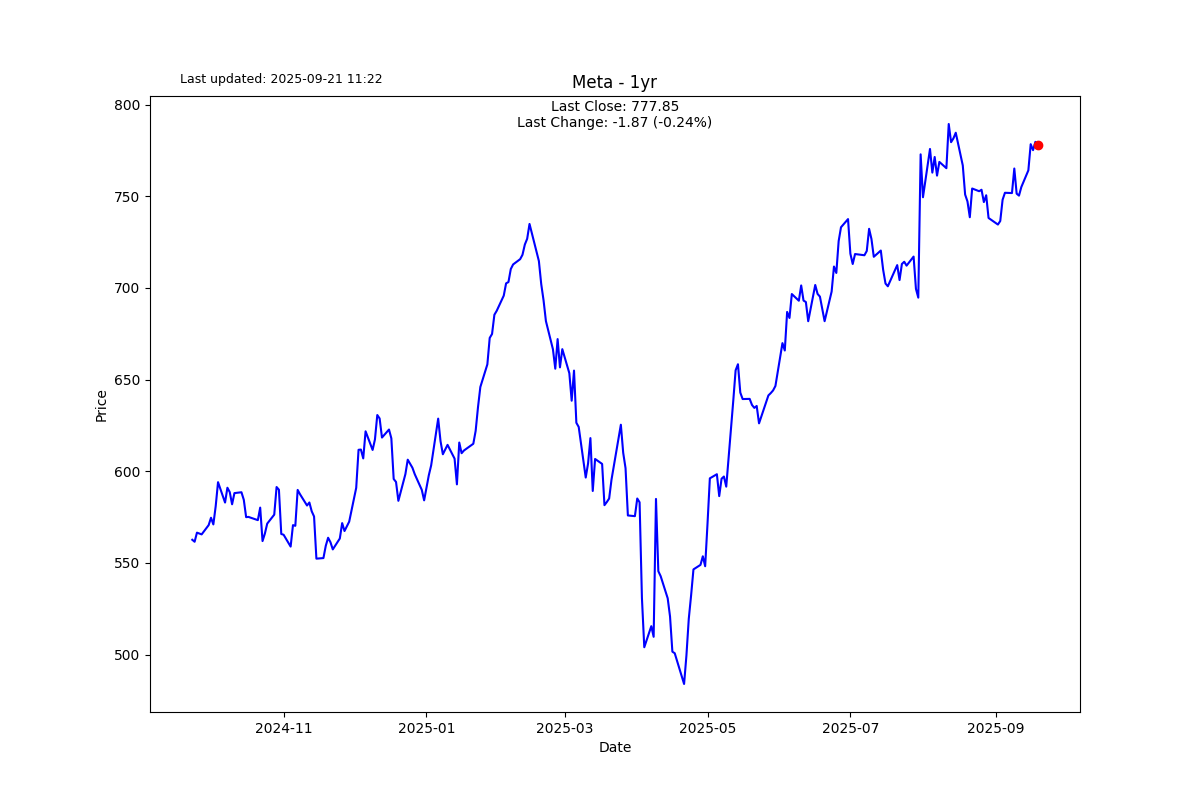 Last updated: 2025-09-21 11:22
Meta - 1yr
Last Close: 777.85
Last Change: -1.87 (-0.24%)
800
750
700
650
600
550
500
Price
2024-11
2025-01
2025-03
2025-05
2025-07
2025-09
Date